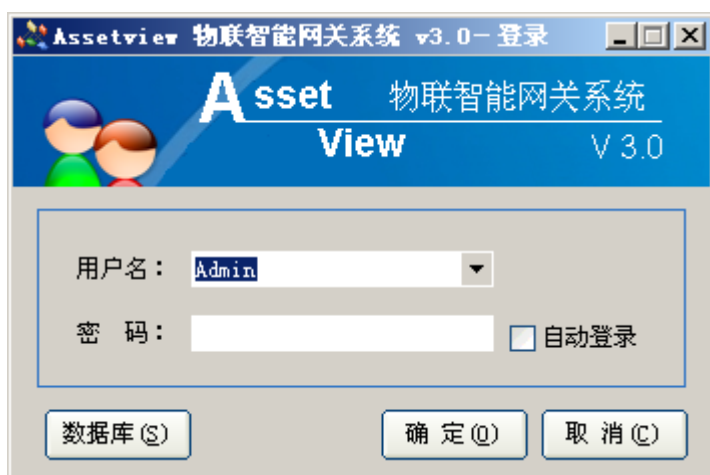 Assetview 物联智能网关系统 v3.0-登录
Asset 物联智能网关系统
View V 3.0
用户名： Admin
密 码： 自动登录
数据库(S) 确 定(O) 取 消(C)